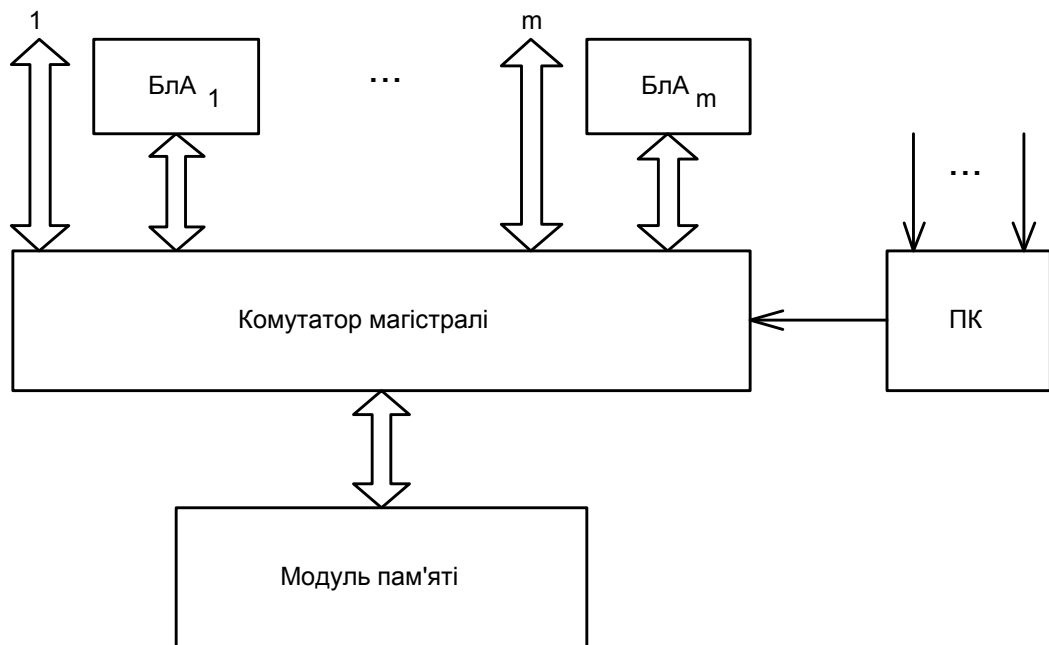 1
m
БлА 1
...
БлА m
...
Комутатор магістралі
ПК
Модуль пам'яті